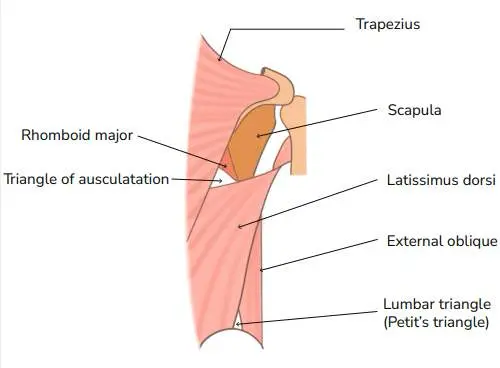 Trapezius
Scapula
Rhomboid major
Triangle of ausculatation
Latissimus dorsi
External oblique
Lumbar triangle
(Petit's triangle)